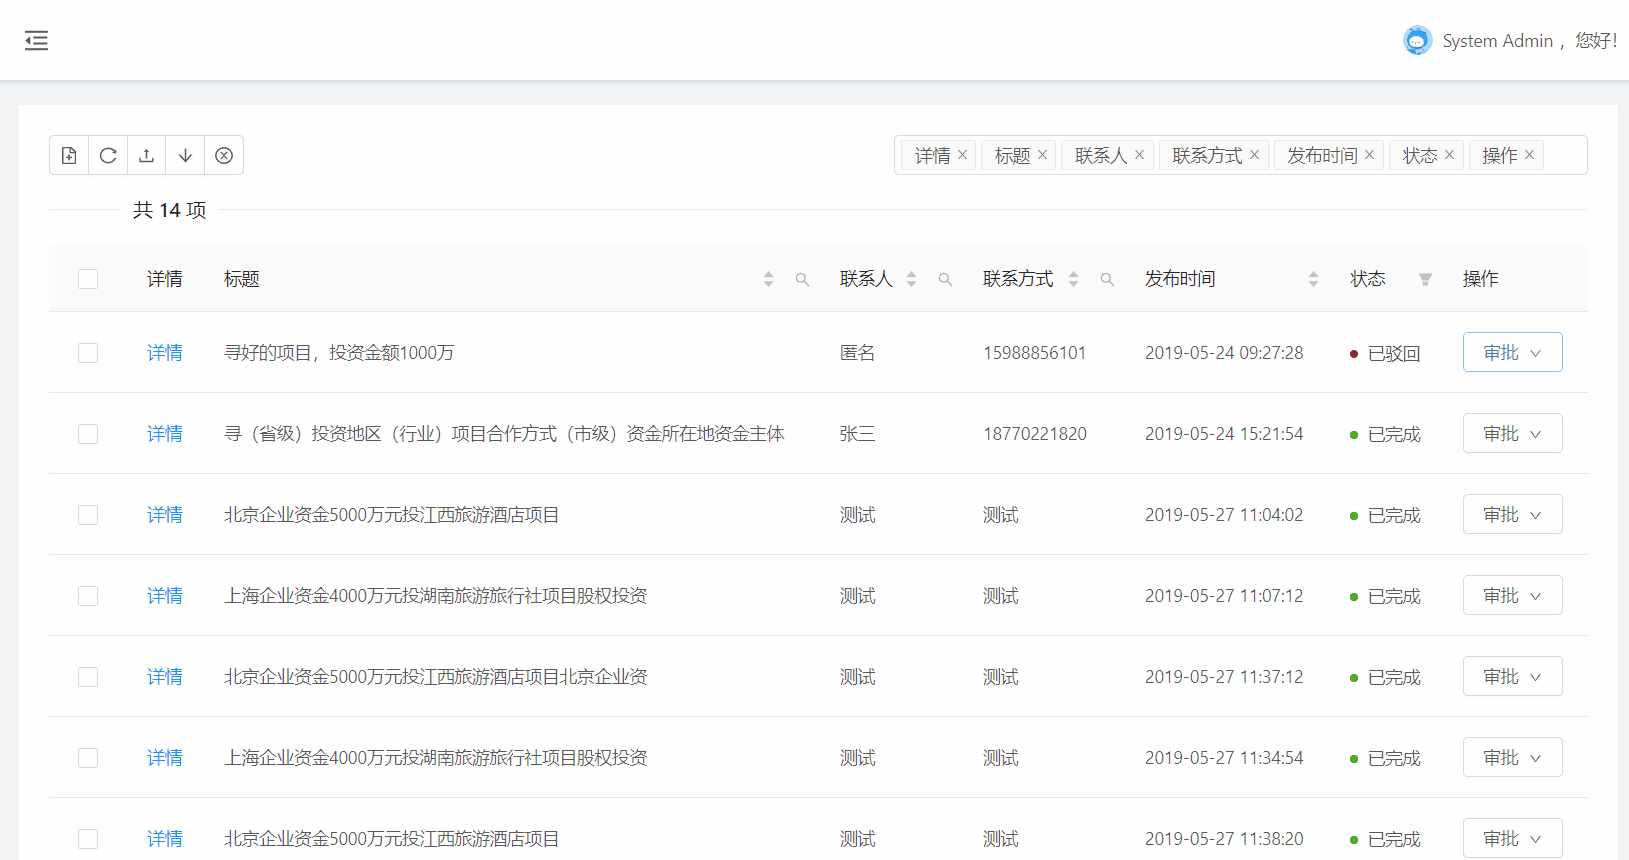 System Admin ，您好!
详情 标题 联系人 联系方式 发布时间 状态 操作
共 14 项
详情 标题 联系人 联系方式 发布时间 状态 操作
详情 寻好的项目，投资金额1000万 匿名 15988856101 2019-05-24 09:27:28 已驳回 审批
详情 寻（省级）投资地区（行业）项目合作方式（市级）资金所在地资金主体 张三 18770221820 2019-05-24 15:21:54 已完成 审批
详情 北京企业资金5000万元投江西旅游酒店项目 测试 测试 2019-05-27 11:04:02 已完成 审批
详情 上海企业资金4000万元投湖南旅游旅行社项目股权投资 测试 测试 2019-05-27 11:07:12 已完成 审批
详情 北京企业资金5000万元投江西旅游酒店项目北京企业资 测试 测试 2019-05-27 11:37:12 已完成 审批
详情 上海企业资金4000万元投湖南旅游旅行社项目股权投资 测试 测试 2019-05-27 11:34:54 已完成 审批
详情 北京企业资金5000万元投江西旅游酒店项目 测试 测试 2019-05-27 11:38:20 已完成 审批